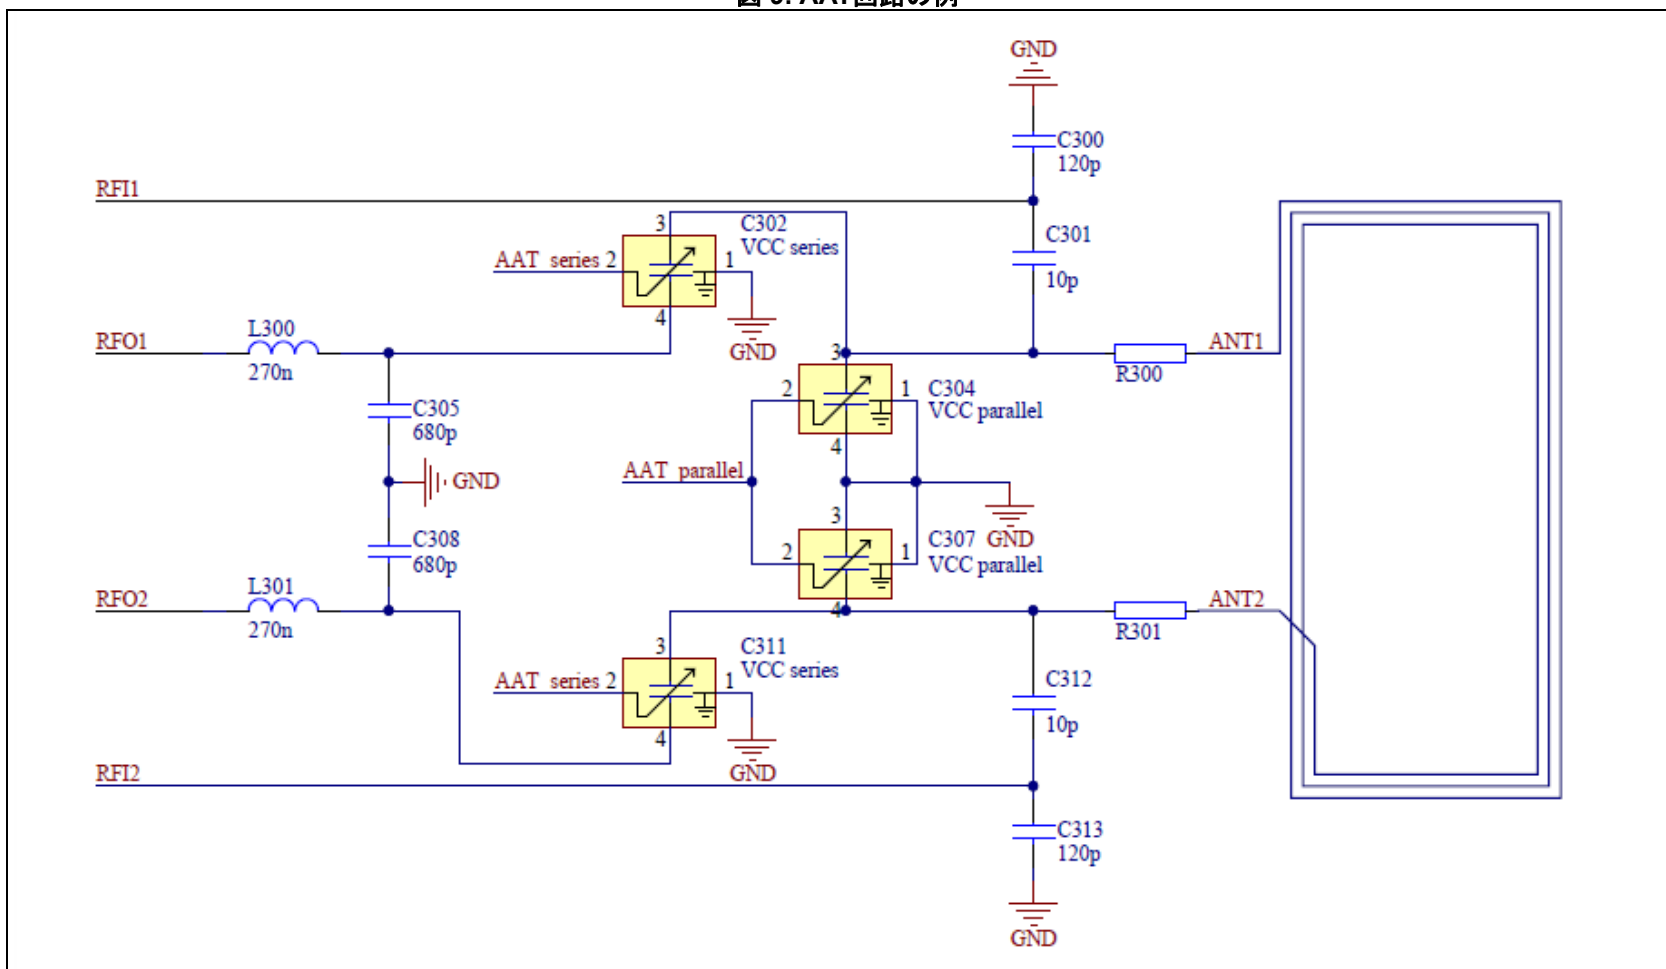 GND
C300
120p
RFI1
3
C302
VCC series
C301
10p
AAT series 2
1
4
GND
RFO1
L300
270n
3
ANT1
R300
2
1
C304
VCC parallel
C305
680p
4
AAT parallel
GND
3
C308
680p
2
1
C307
VCC parallel
GND
RFO2
L301
270n
4
ANT2
R301
3
C311
VCC series
AAT series 2
1
C312
10p
4
GND
RFI2
C313
120p
GND